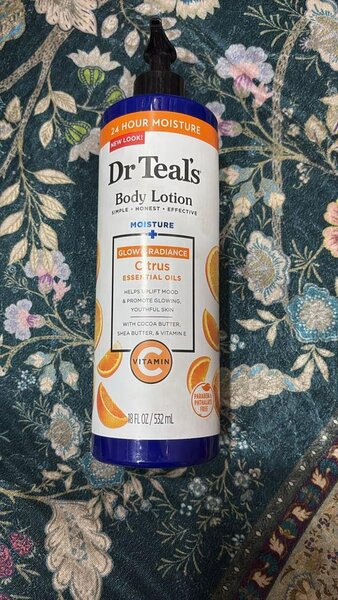 24 HOUR MOISTURE
NEW LOOK!
Dr Teal's
Body Lotion
SIMPLE • HONEST • EFFECTIVE
MOISTURE
+
GLOW & RADIANCE
Citrus
ESSENTIAL OILS
HELPS UPLIFT MOOD
& PROMOTE GLOWING,
YOUTHFUL SKIN
WITH COCOA BUTTER,
SHEA BUTTER, & VITAMIN E
VITAMIN
C
PARABEN &
PHTHALATE
FREE
18 FL OZ / 532 mL